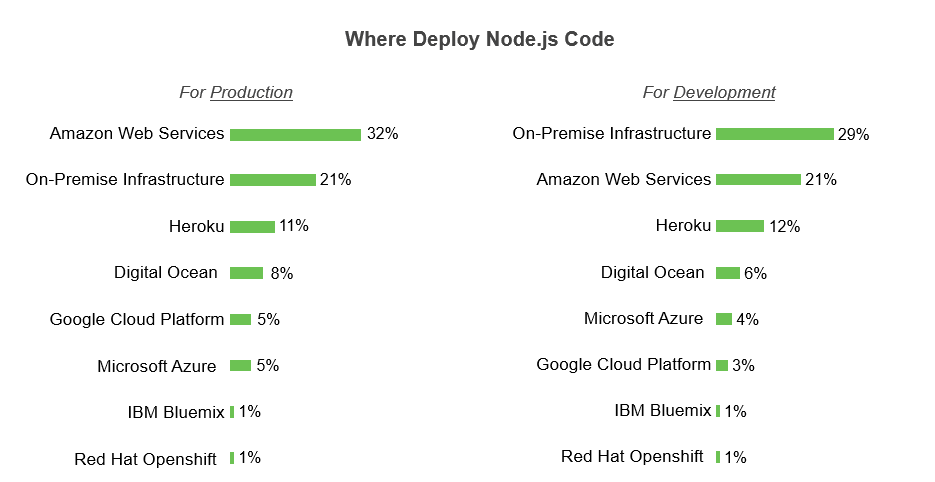 Where Deploy Node.js Code
For Production
Amazon Web Services 32%
On-Premise Infrastructure 21%
Heroku 11%
Digital Ocean 8%
Google Cloud Platform 5%
Microsoft Azure 5%
IBM Bluemix 1%
Red Hat Openshift 1%
For Development
On-Premise Infrastructure 29%
Amazon Web Services 21%
Heroku 12%
Digital Ocean 6%
Microsoft Azure 4%
Google Cloud Platform 3%
IBM Bluemix 1%
Red Hat Openshift 1%